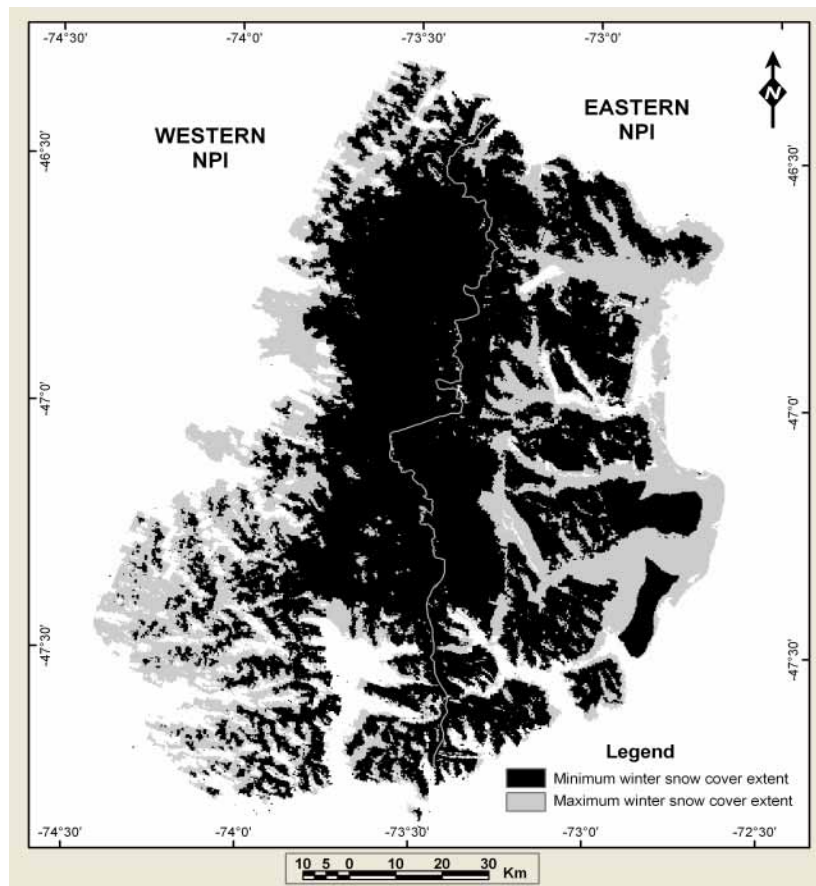 -74°30'
-74°0'
-73°30'
-73°0'
N
WESTERN
NPI
EASTERN
NPI
-46°30'
-46°30'
-47°0'
-47°0'
-47°30'
-47°30'
Legend
Minimum winter snow cover extent
Maximum winter snow cover extent
-74°30'
-74°0'
-73°30'
-73°0'
-72°30'
10 5 0 10 20 30
Km